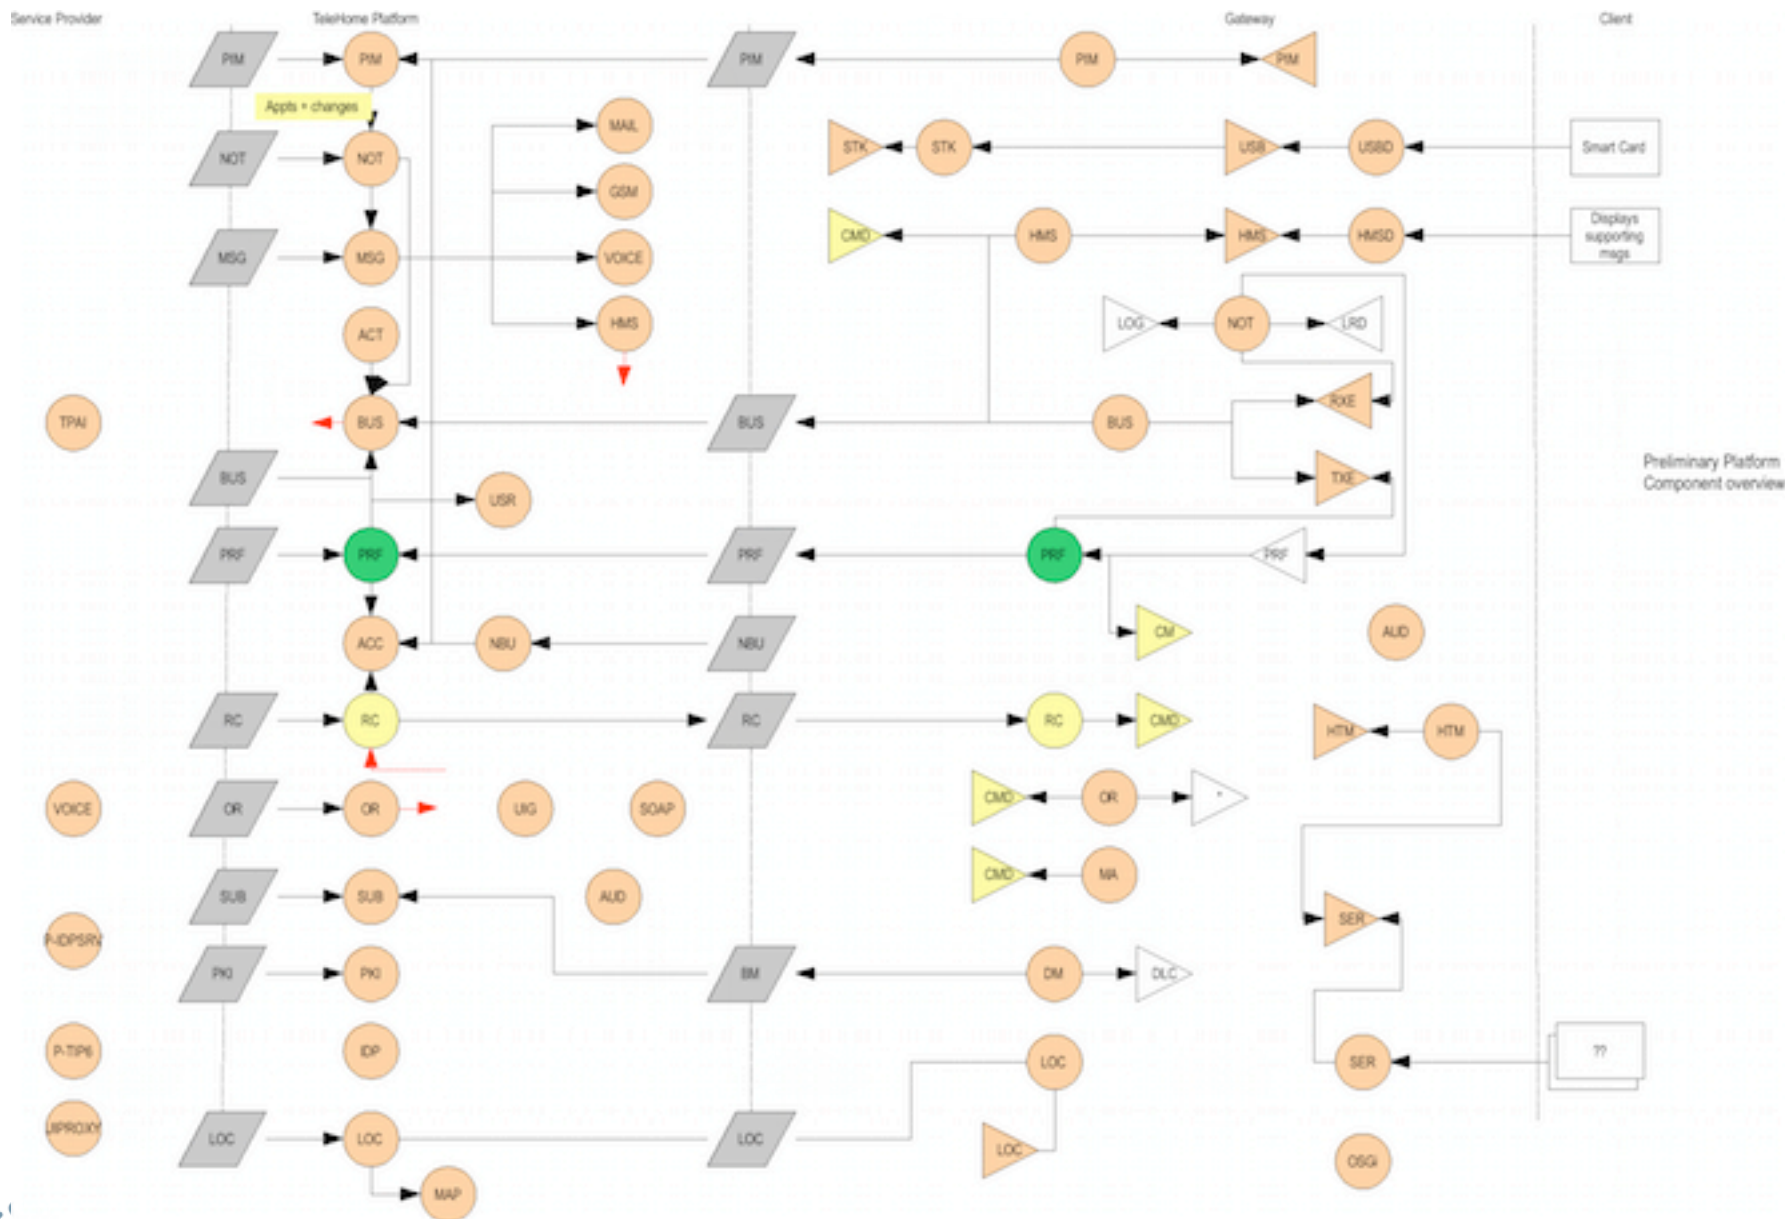 Service Provider
TeleHome Platform
Gateway
Client
PIM
PIM
PIM
PIM
PIM
Appts + changes
MAIL
NOT
NOT
STK
STK
USB
USBD
Smart Card
GSM
MSG
MSG
VOICE
CMD
HMS
HMS
HMSD
Displays
supporting
msgs
ACT
HMS
LOG
NOT
LRD
TPAI
BUS
BUS
BUS
RXE
BUS
TXE
Preliminary Platform
Component overview
USR
PRF
PRF
PRF
PRF
PRF
ACC
NBU
NBU
CM
AUD
RC
RC
RC
RC
CMD
HTM
HTM
VOICE
OR
OR
UIG
SOAP
CMD
OR
*
CMD
MA
SUB
SUB
AUD
SER
P-IDPSRV
PKI
PKI
BM
DM
DLC
P-TIP6
IDP
LOC
SER
??
UIPROXY
LOC
LOC
LOC
LOC
OSGi
MAP